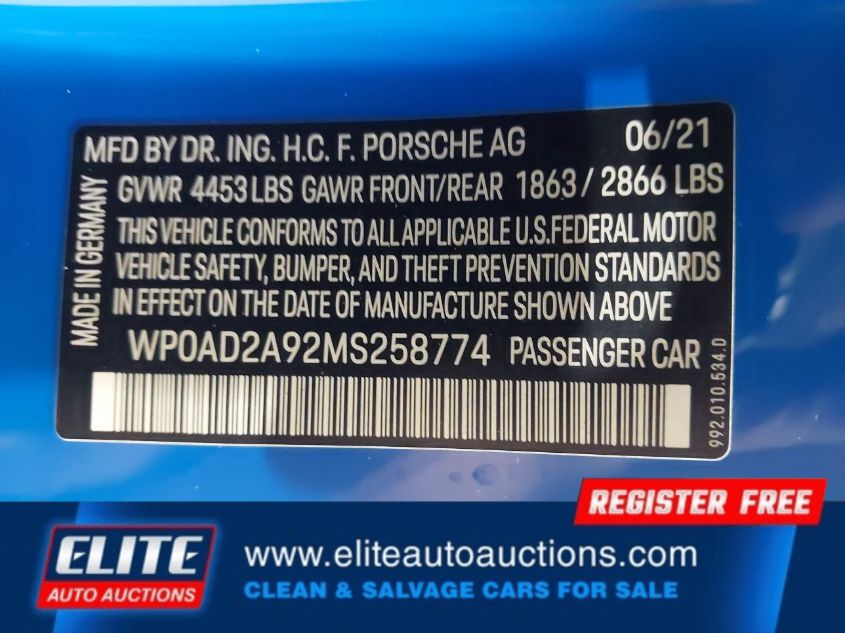 MFD BY DR. ING. H.C. F. PORSCHE AG 06/21
GVWR 4453 LBS GAWR FRONT/REAR 1863 / 2866 LBS
THIS VEHICLE CONFORMS TO ALL APPLICABLE U.S. FEDERAL MOTOR
VEHICLE SAFETY, BUMPER, AND THEFT PREVENTION STANDARDS
IN EFFECT ON THE DATE OF MANUFACTURE SHOWN ABOVE
WP0AD2A92MS258774 PASSENGER CAR
MADE IN GERMANY
992.010.534.0
REGISTER FREE
ELITE
AUTO AUCTIONS
www.eliteautoauctions.com
CLEAN & SALVAGE CARS FOR SALE